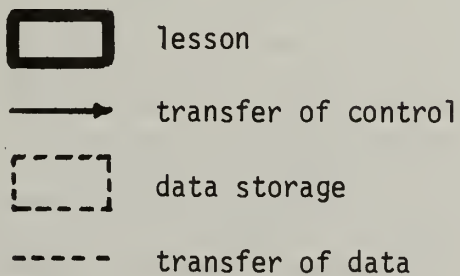 lesson
transfer of control
data storage
transfer of data